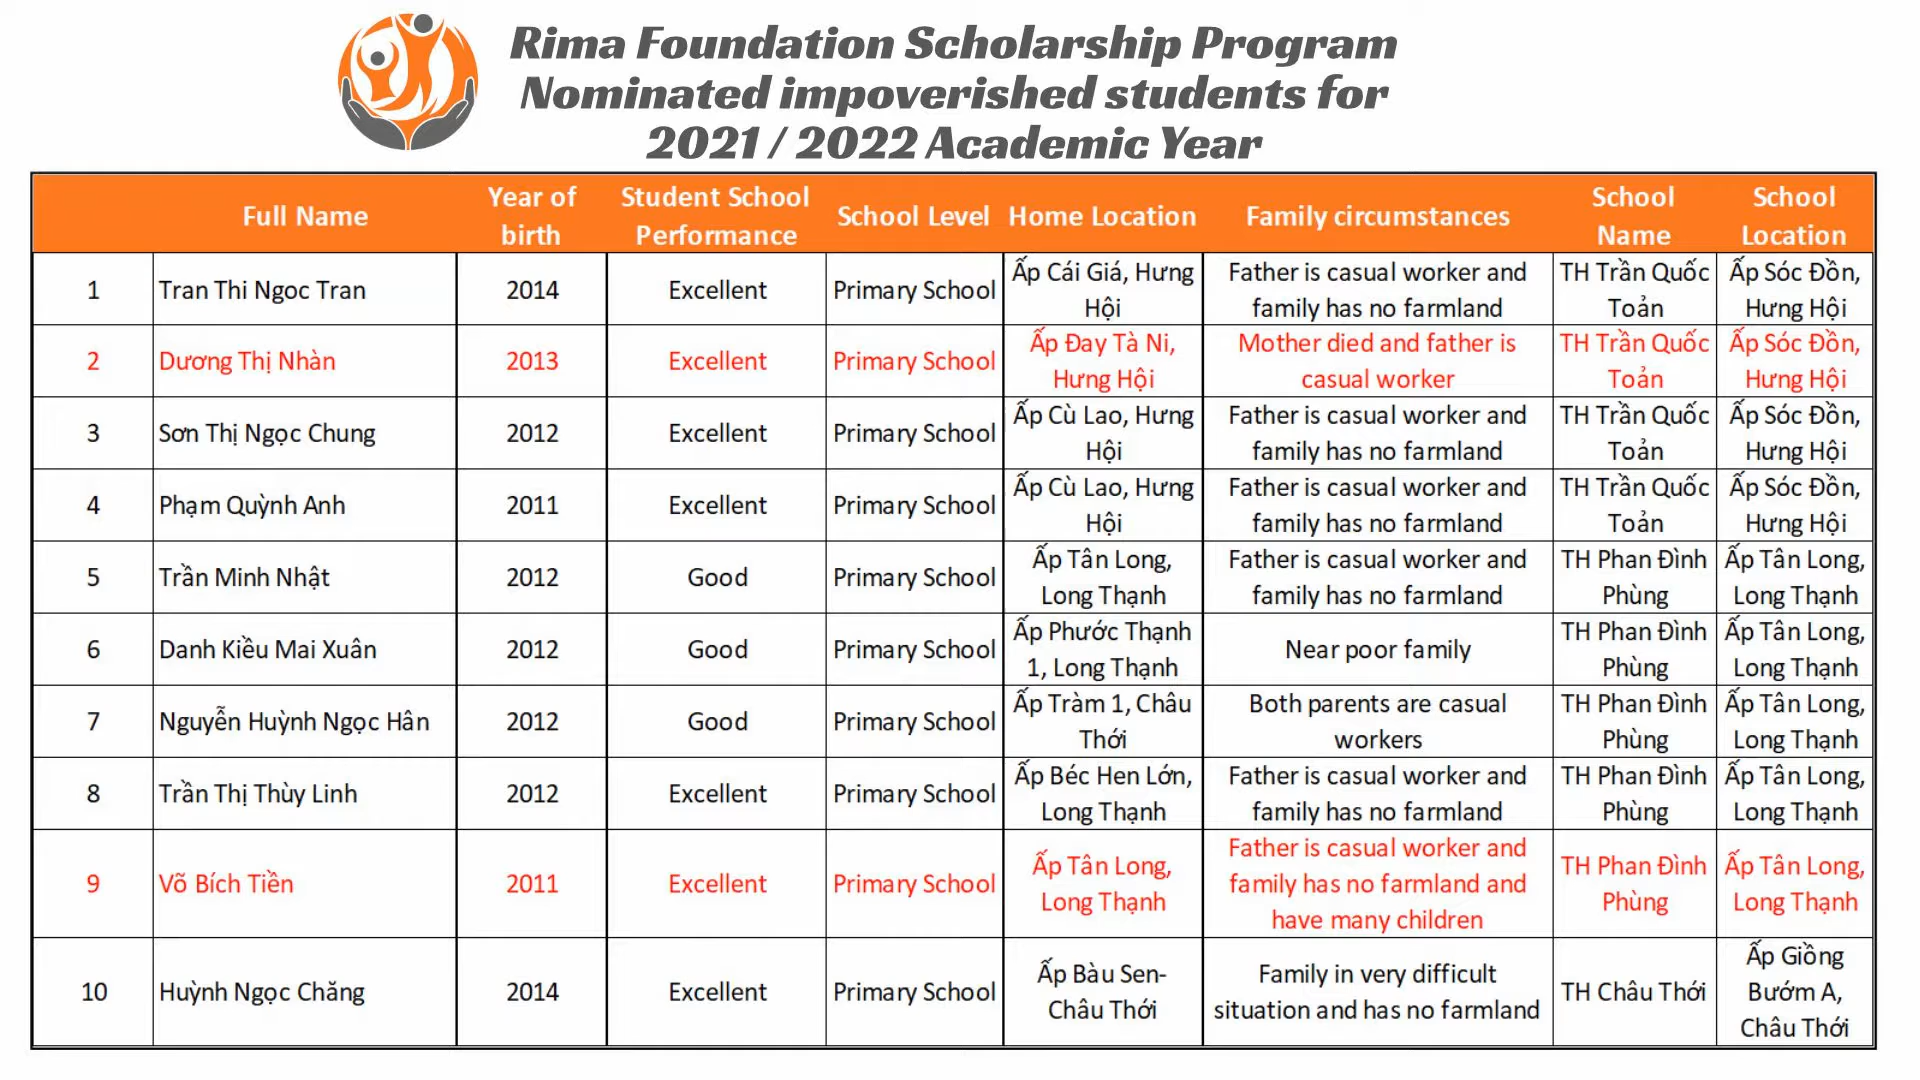 Rima Foundation Scholarship Program
Nominated impoverished students for
2021 / 2022 Academic Year
Full Name Year of birth Student School Performance School Level Home Location Family circumstances School Name School Location
1 Tran Thi Ngoc Tran 2014 Excellent Primary School Ấp Cái Giá, Hưng Hội Father is casual worker and family has no farmland TH Trần Quốc Toản Ấp Sóc Đồn, Hưng Hội
2 Dương Thị Nhàn 2013 Excellent Primary School Ấp Đay Tà Ni, Hưng Hội Mother died and father is casual worker TH Trần Quốc Toản Ấp Sóc Đồn, Hưng Hội
3 Sơn Thị Ngọc Chung 2012 Excellent Primary School Ấp Cù Lao, Hưng Hội Father is casual worker and family has no farmland TH Trần Quốc Toản Ấp Sóc Đồn, Hưng Hội
4 Phạm Quỳnh Anh 2011 Excellent Primary School Ấp Cù Lao, Hưng Hội Father is casual worker and family has no farmland TH Trần Quốc Toản Ấp Sóc Đồn, Hưng Hội
5 Trần Minh Nhật 2012 Good Primary School Ấp Tân Long, Long Thạnh Father is casual worker and family has no farmland TH Phan Đình Phùng Ấp Tân Long, Long Thạnh
6 Danh Kiều Mai Xuân 2012 Good Primary School Ấp Phước Thạnh 1, Long Thạnh Near poor family TH Phan Đình Phùng Ấp Tân Long, Long Thạnh
7 Nguyễn Huỳnh Ngọc Hân 2012 Good Primary School Ấp Tràm 1, Châu Thới Both parents are casual workers TH Phan Đình Phùng Ấp Tân Long, Long Thạnh
8 Trần Thị Thùy Linh 2012 Excellent Primary School Ấp Béc Hen Lớn, Long Thạnh Father is casual worker and family has no farmland TH Phan Đình Phùng Ấp Tân Long, Long Thạnh
9 Võ Bích Tiền 2011 Excellent Primary School Ấp Tân Long, Long Thạnh Father is casual worker and family has no farmland and have many children TH Phan Đình Phùng Ấp Tân Long, Long Thạnh
10 Huỳnh Ngọc Chăng 2014 Excellent Primary School Ấp Bàu Sen-Châu Thới Family in very difficult situation and has no farmland TH Châu Thới Ấp Giồng Bướm A, Châu Thới